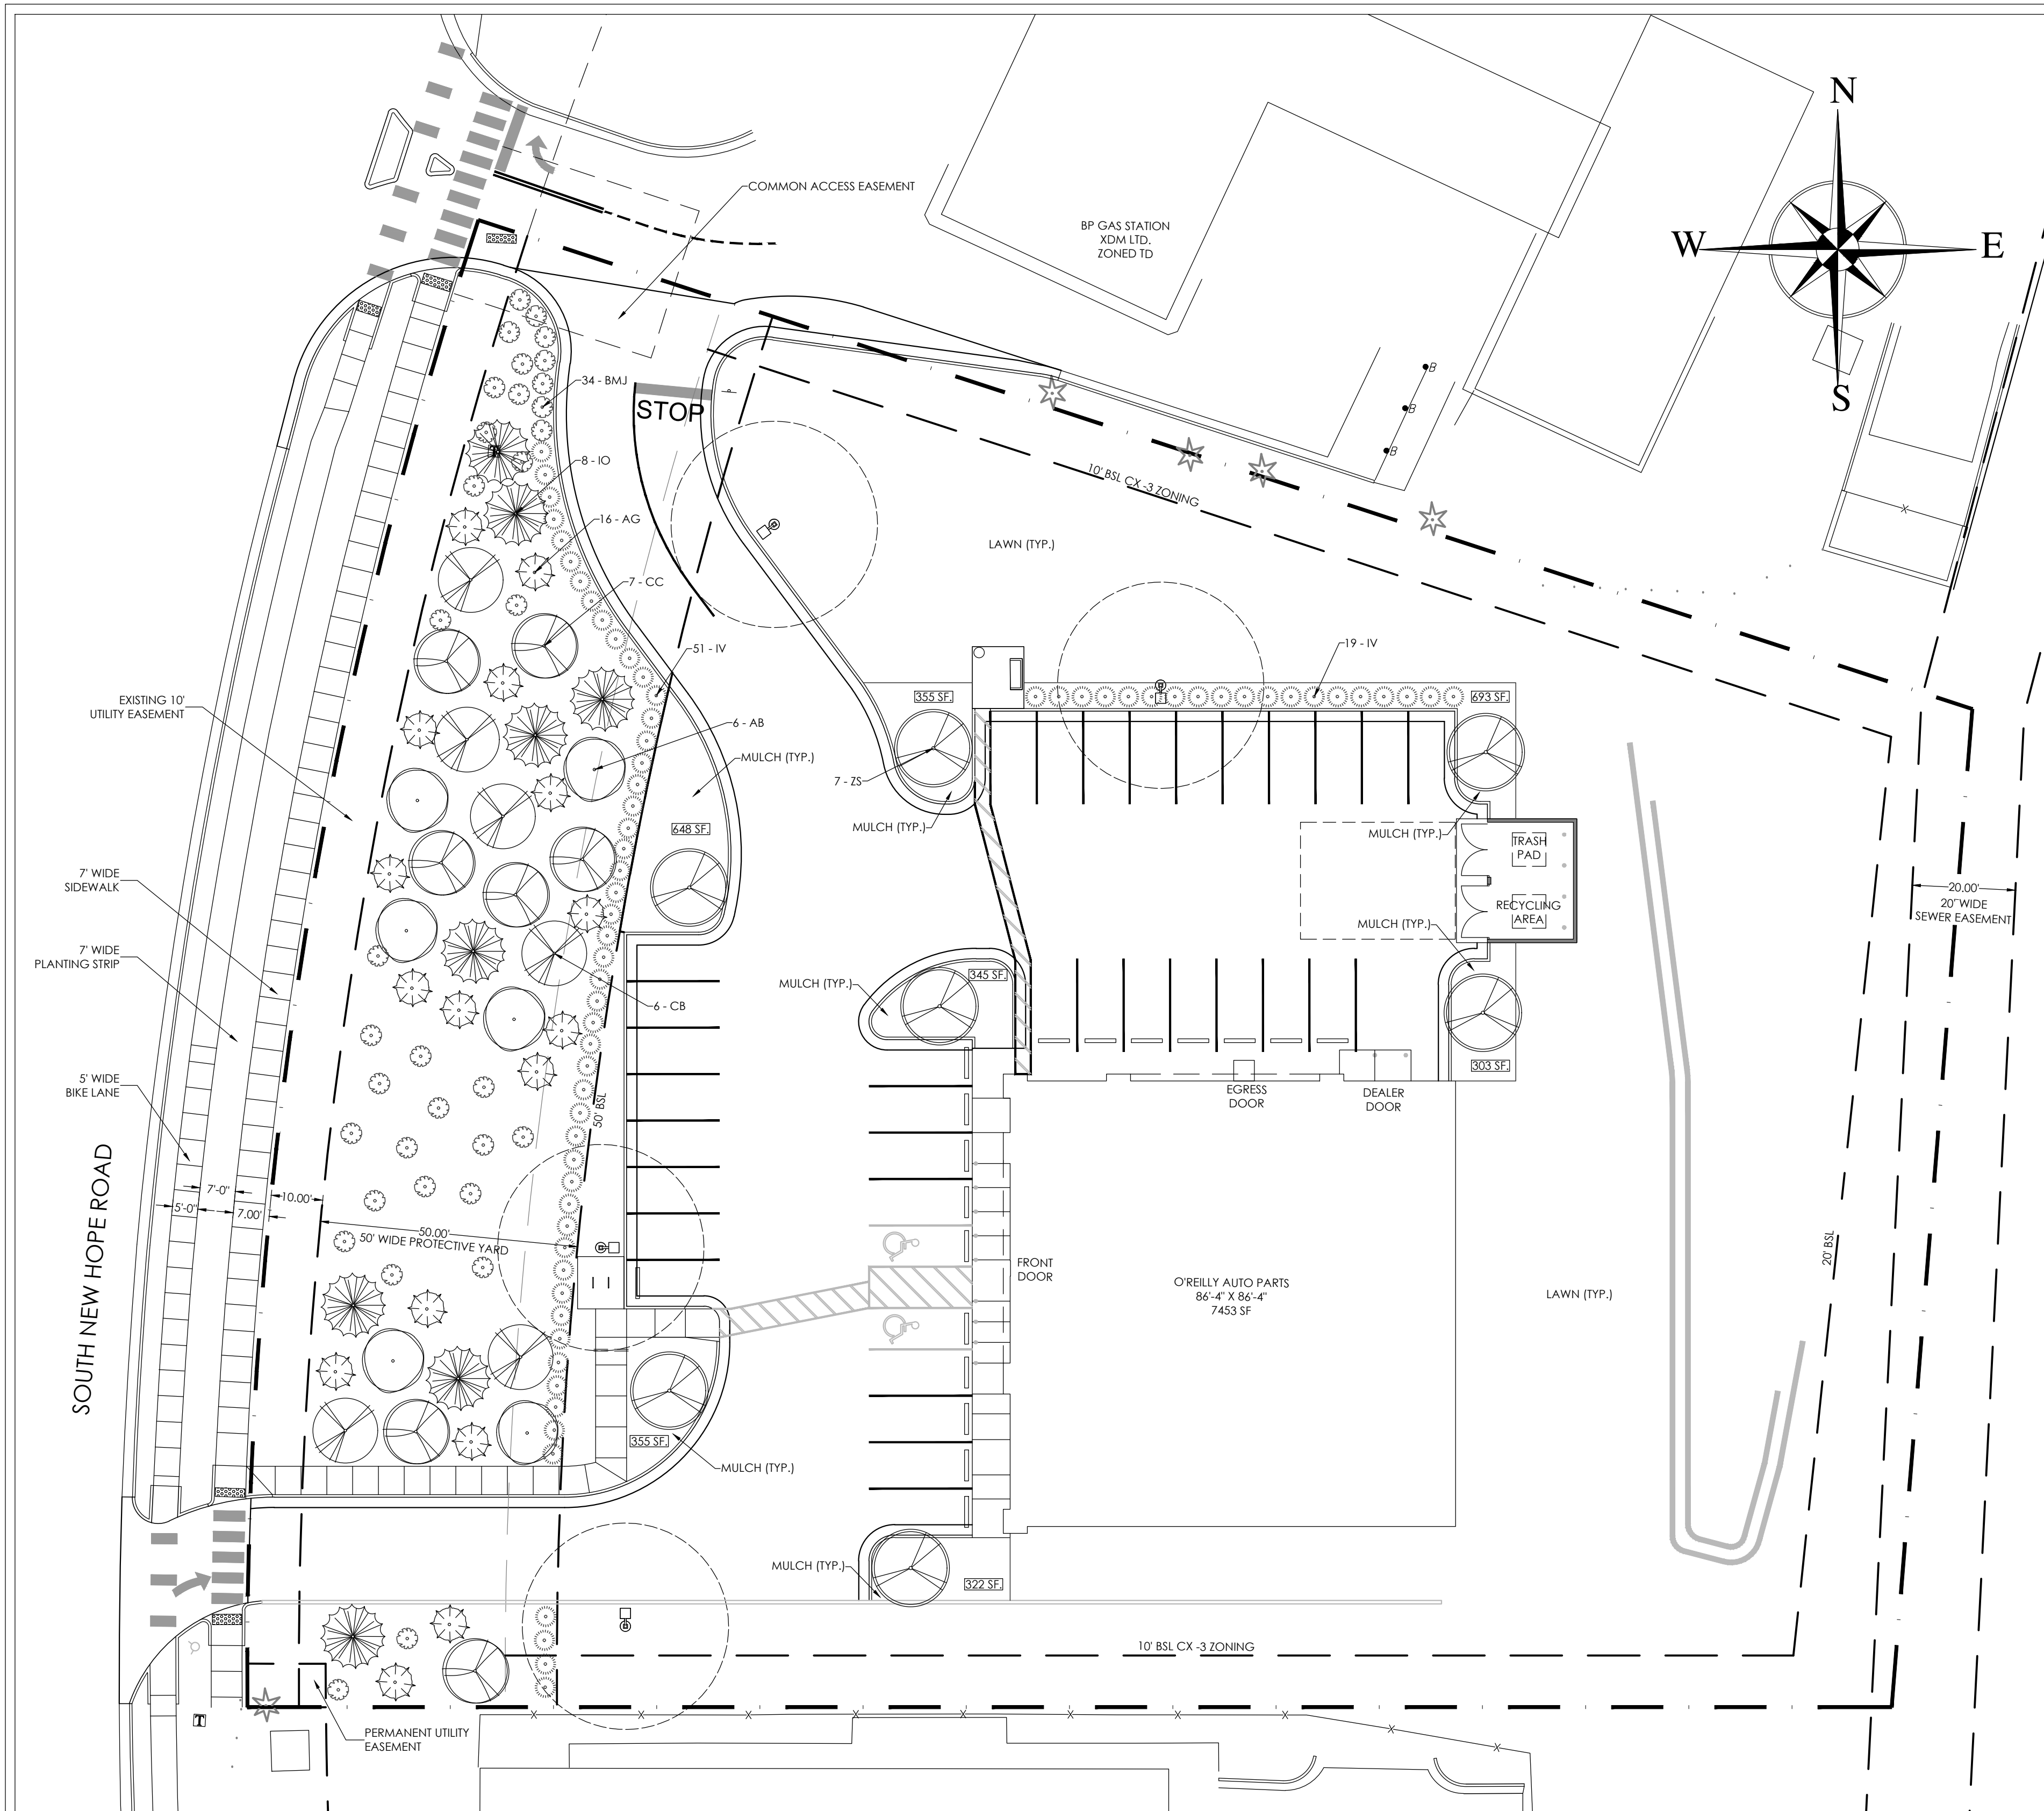 N
W
E
S
COMMON ACCESS EASEMENT
BP GAS STATION
XDM LTD.
ZONED TD
34 - BMJ
STOP
B
B
B
8 - IO
10' BSL CX -3 ZONING
16 - AG
LAWN (TYP.)
7 - CC
51 - IV
19 - IV
EXISTING 10'
UTILITY EASEMENT
355 SF.
693 SF.
6 - AB
MULCH (TYP.)
7 - ZS
648 SF.
MULCH (TYP.)
MULCH (TYP.)
TRASH
PAD
7' WIDE
SIDEWALK
RECYCLING
AREA
20.00'
20' WIDE
SEWER EASEMENT
MULCH (TYP.)
7' WIDE
PLANTING STRIP
345 SF.
MULCH (TYP.)
6 - CB
303 SF.
5' WIDE
BIKE LANE
50' BSL
EGRESS
DOOR
DEALER
DOOR
SOUTH NEW HOPE ROAD
7'-0"
5'-0"
7.00'
10.00'
50.00'
50' WIDE PROTECTIVE YARD
FRONT
DOOR
O'REILLY AUTO PARTS
86'-4" X 86'-4"
7453 SF
LAWN (TYP.)
20' BSL
355 SF.
MULCH (TYP.)
MULCH (TYP.)
322 SF.
10' BSL CX -3 ZONING
T
PERMANENT UTILITY
EASEMENT